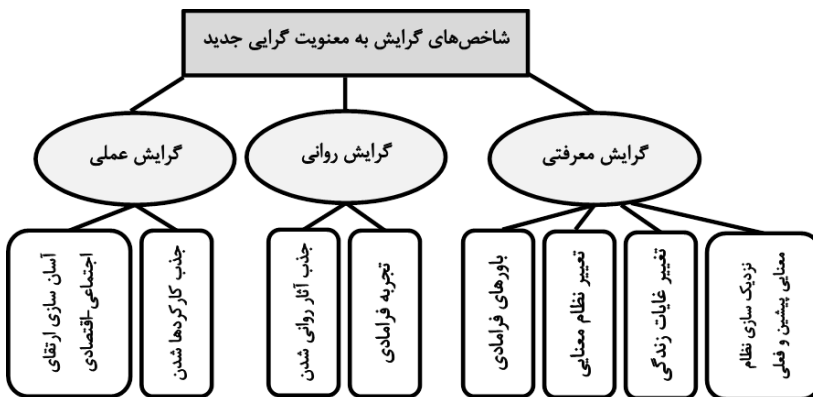 شاخص‌های گرایش به معنویت گرایی جدید
گرایش معرفتی
گرایش روانی
گرایش عملی
نزدیک سازی نظام
معنایی پیشین و فعلی
تغییر غایات زندگی
تعییر نظام معنایی
باورهای فرامادی
تجربه فرامادی
جذب آثار روانی شدن
جذب کارکردها شدن
آسان سازی ارتقای
اجتماعی-اقتصادی